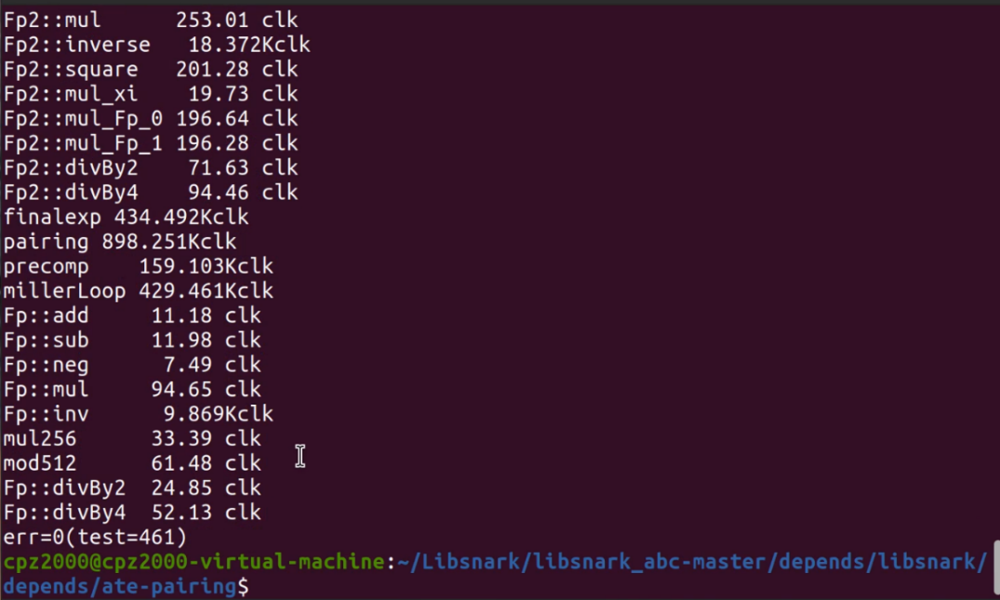 Fp2::mul      253.01 clk
Fp2::inverse   18.372Kclk
Fp2::square   201.28 clk
Fp2::mul_xi    19.73 clk
Fp2::mul_Fp_0 196.64 clk
Fp2::mul_Fp_1 196.28 clk
Fp2::divBy2    71.63 clk
Fp2::divBy4    94.46 clk
finalexp 434.492Kclk
pairing 898.251Kclk
precomp    159.103Kclk
millerLoop 429.461Kclk
Fp::add     11.18 clk
Fp::sub     11.98 clk
Fp::neg      7.49 clk
Fp::mul     94.65 clk
Fp::inv      9.869Kclk
mul256      33.39 clk
mod512      61.48 clk
Fp::divBy2  24.85 clk
Fp::divBy4  52.13 clk
err=0(test=461)
cpz2000@cpz2000-virtual-machine:~/Libsnark/libsnark_abc-master/depends/libsnark/
depends/ate-pairing$